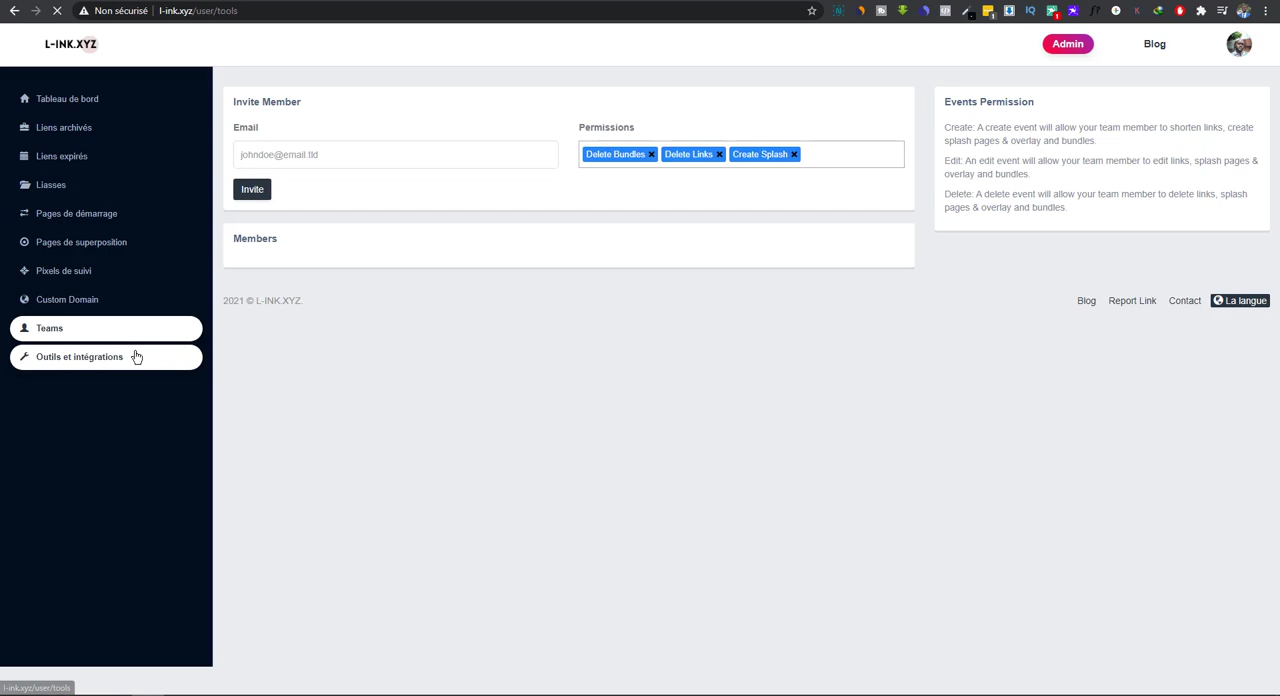 Non sécurisé | l-ink.xyz/user/tools
L-INK.XYZ
Admin
Blog
Tableau de bord
Liens archivés
Liens expirés
Liasses
Pages de démarrage
Pages de superposition
Pixels de suivi
Custom Domain
Teams
Outils et intégrations
Invite Member
Email
johndoe@email.tld
Permissions
Delete Bundles × Delete Links × Create Splash ×
Invite
Members
Events Permission
Create: A create event will allow your team member to shorten links, create
splash pages & overlay and bundles.
Edit: An edit event will allow your team member to edit links, splash pages &
overlay and bundles.
Delete: A delete event will allow your team member to delete links, splash
pages & overlay and bundles.
2021 © L-INK.XYZ.
Blog Report Link Contact La langue
l-ink.xyz/user/tools